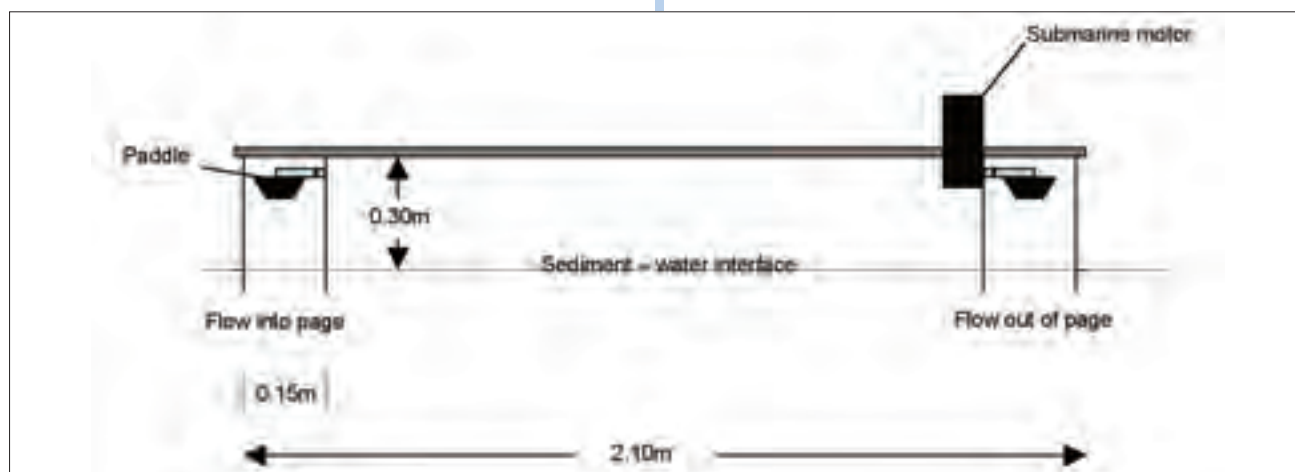 Submarine motor
Paddle
0.30m
Sediment – water interface
Flow into page
Flow out of page
0.15m
2.10m